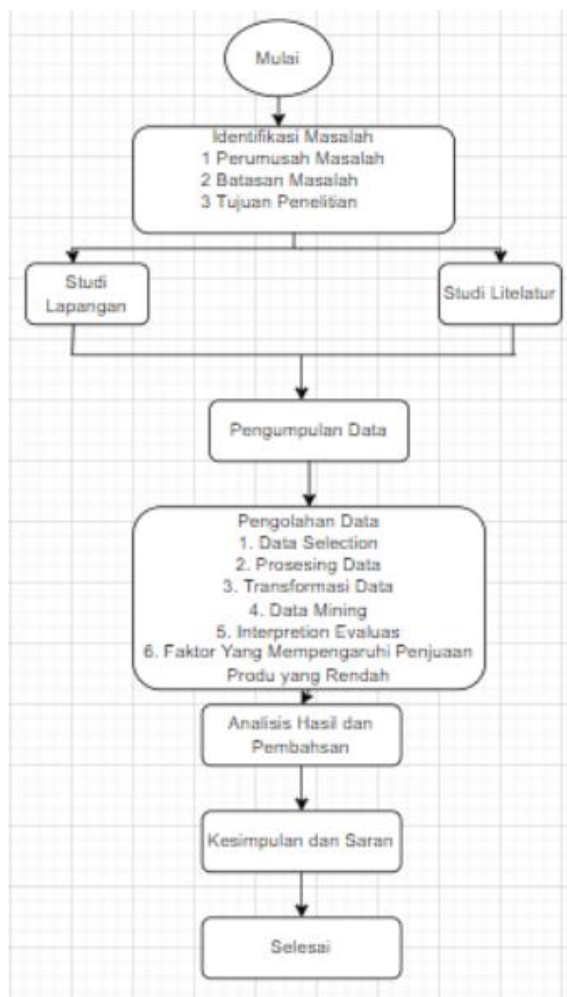 Mulai
Identifikasi Masalah
1 Perumusah Masalah
2 Batasan Masalah
3 Tujuan Penelitian
Studi
Lapangan
Studi Litelatur
Pengumpulan Data
Pengolahan Data
1. Data Selection
2. Prosesing Data
3. Transformasi Data
4. Data Mining
5. Interpretion Evaluas
6. Faktor Yang Mempengaruhi Penjuaan
Produ yang Rendah
Analisis Hasil dan
Pembahsan
Kesimpulan dan Saran
Selesai